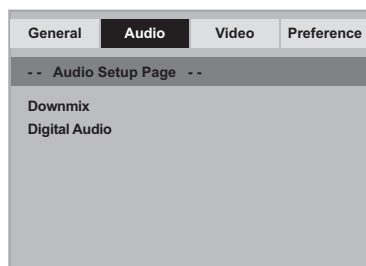 General Audio Video Preference
- - Audio Setup Page - -
Downmix
Digital Audio